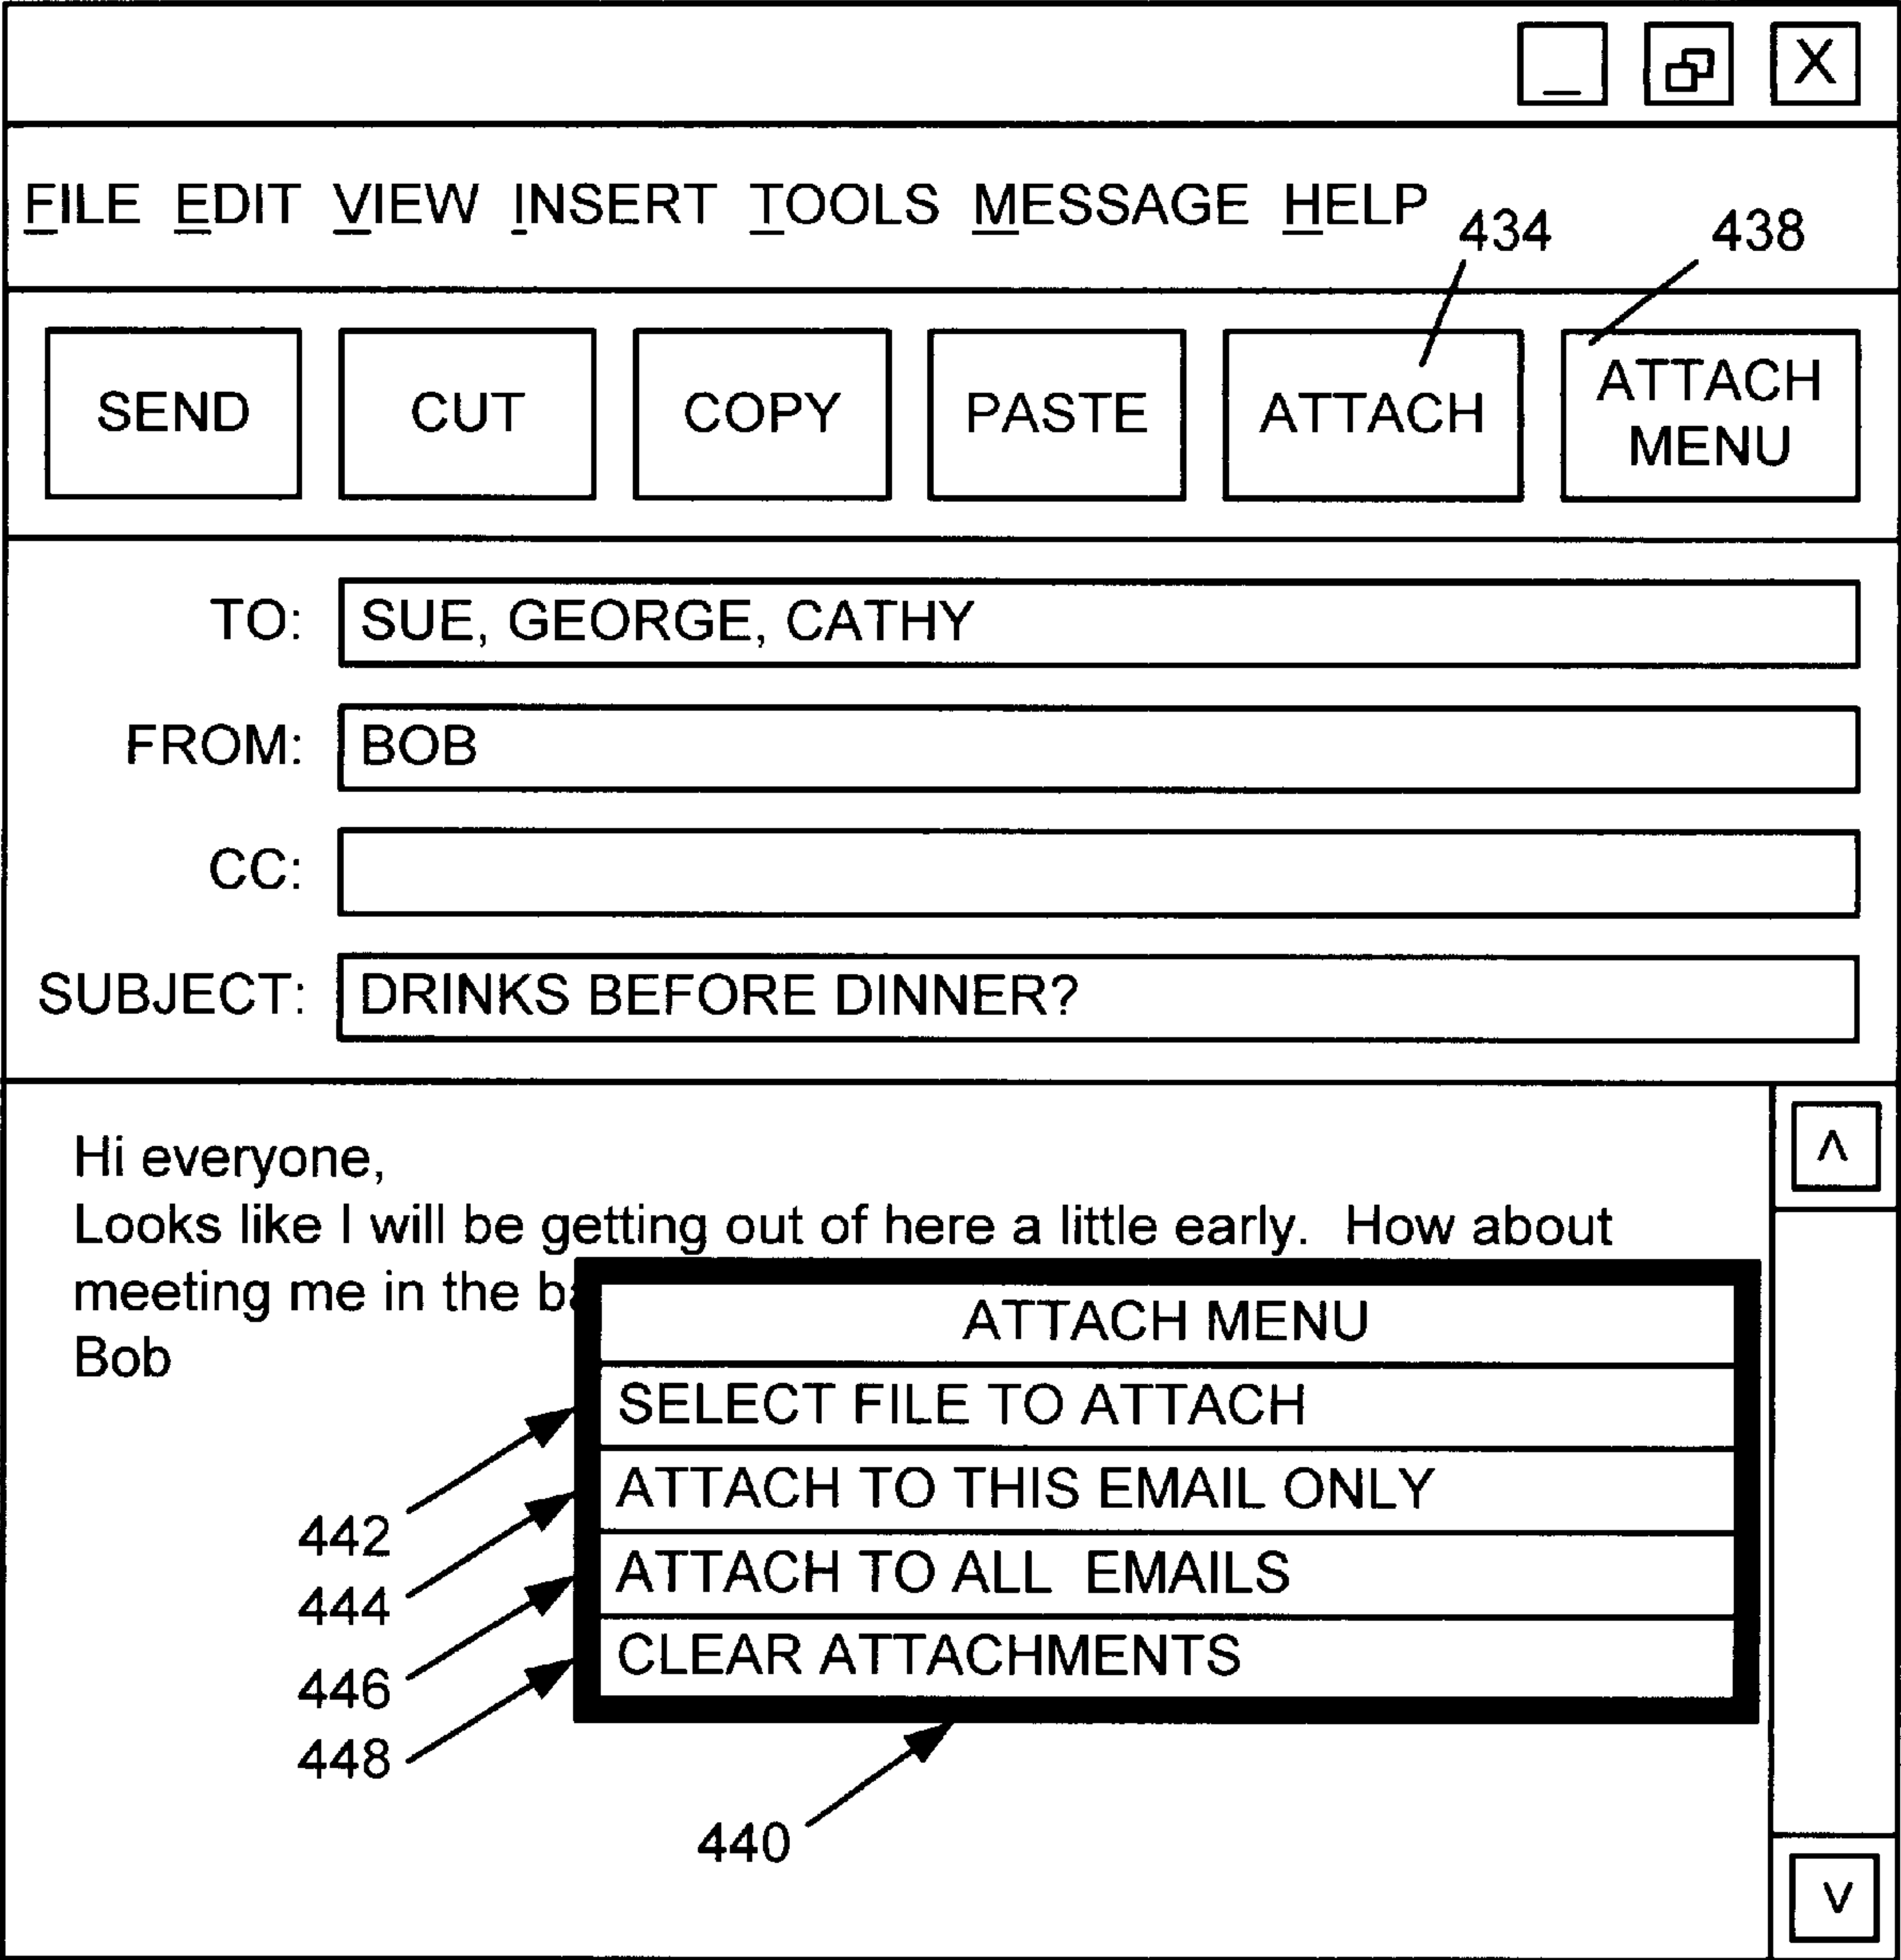 _ X
FILE EDIT VIEW INSERT TOOLS MESSAGE HELP
434 438
SEND CUT COPY PASTE ATTACH ATTACH MENU
TO: SUE, GEORGE, CATHY
FROM: BOB
CC:
SUBJECT: DRINKS BEFORE DINNER?
Hi everyone,
Looks like I will be getting out of here a little early. How about
meeting me in the
Bob
ATTACH MENU
SELECT FILE TO ATTACH
ATTACH TO THIS EMAIL ONLY
ATTACH TO ALL EMAILS
CLEAR ATTACHMENTS
442
444
446
448
440